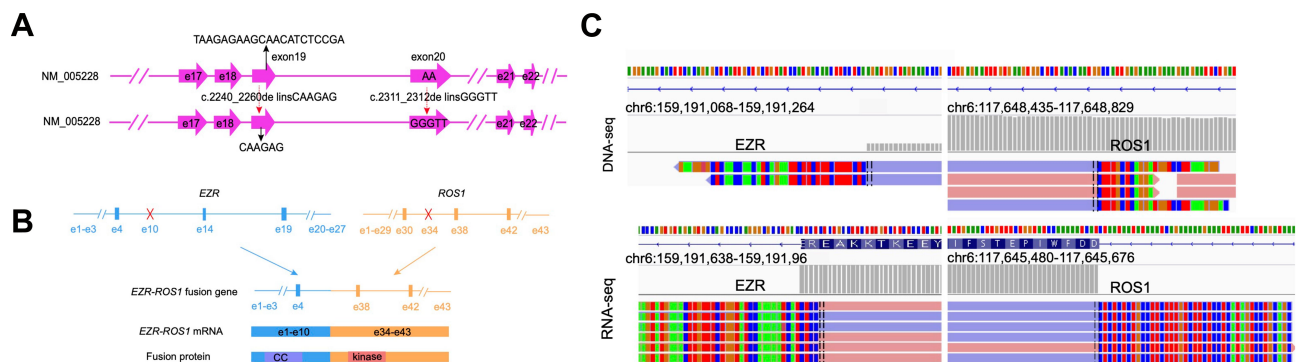 A
TAAGAGAAGCAACATCTCCGA
exon19
exon20
NM_005228
e17
e18
AA
e21
e22
c.2240_2260de linsCAAGAG
c.2311_2312de linsGGGTT
NM_005228
e17
e18
GGGTT
e21
e22
CAAGAG
B
EZR
ROS1
e1-e3
e4
e10
e14
e19
e20-e27
e1-e29
e30
e34
e38
e42
e43
EZR-ROS1 fusion gene
e1-e3
e4
e38
e42
e43
EZR-ROS1 mRNA
e1-e10
e34-e43
Fusion protein
CC
kinase
C
DNA-seq
chr6:159,191,068-159,191,264
chr6:117,648,435-117,648,829
EZR
ROS1
RNA-seq
EREAKKTKEEY
IFSTEPIWFDD
chr6:159,191,638-159,191,96
chr6:117,645,480-117,645,676
EZR
ROS1